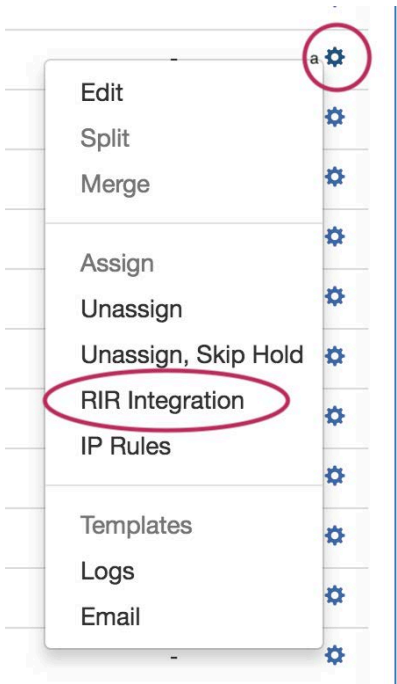 -
a
Edit
Split
Merge
Assign
Unassign
Unassign, Skip Hold
RIR Integration
IP Rules
Templates
Logs
Email
-